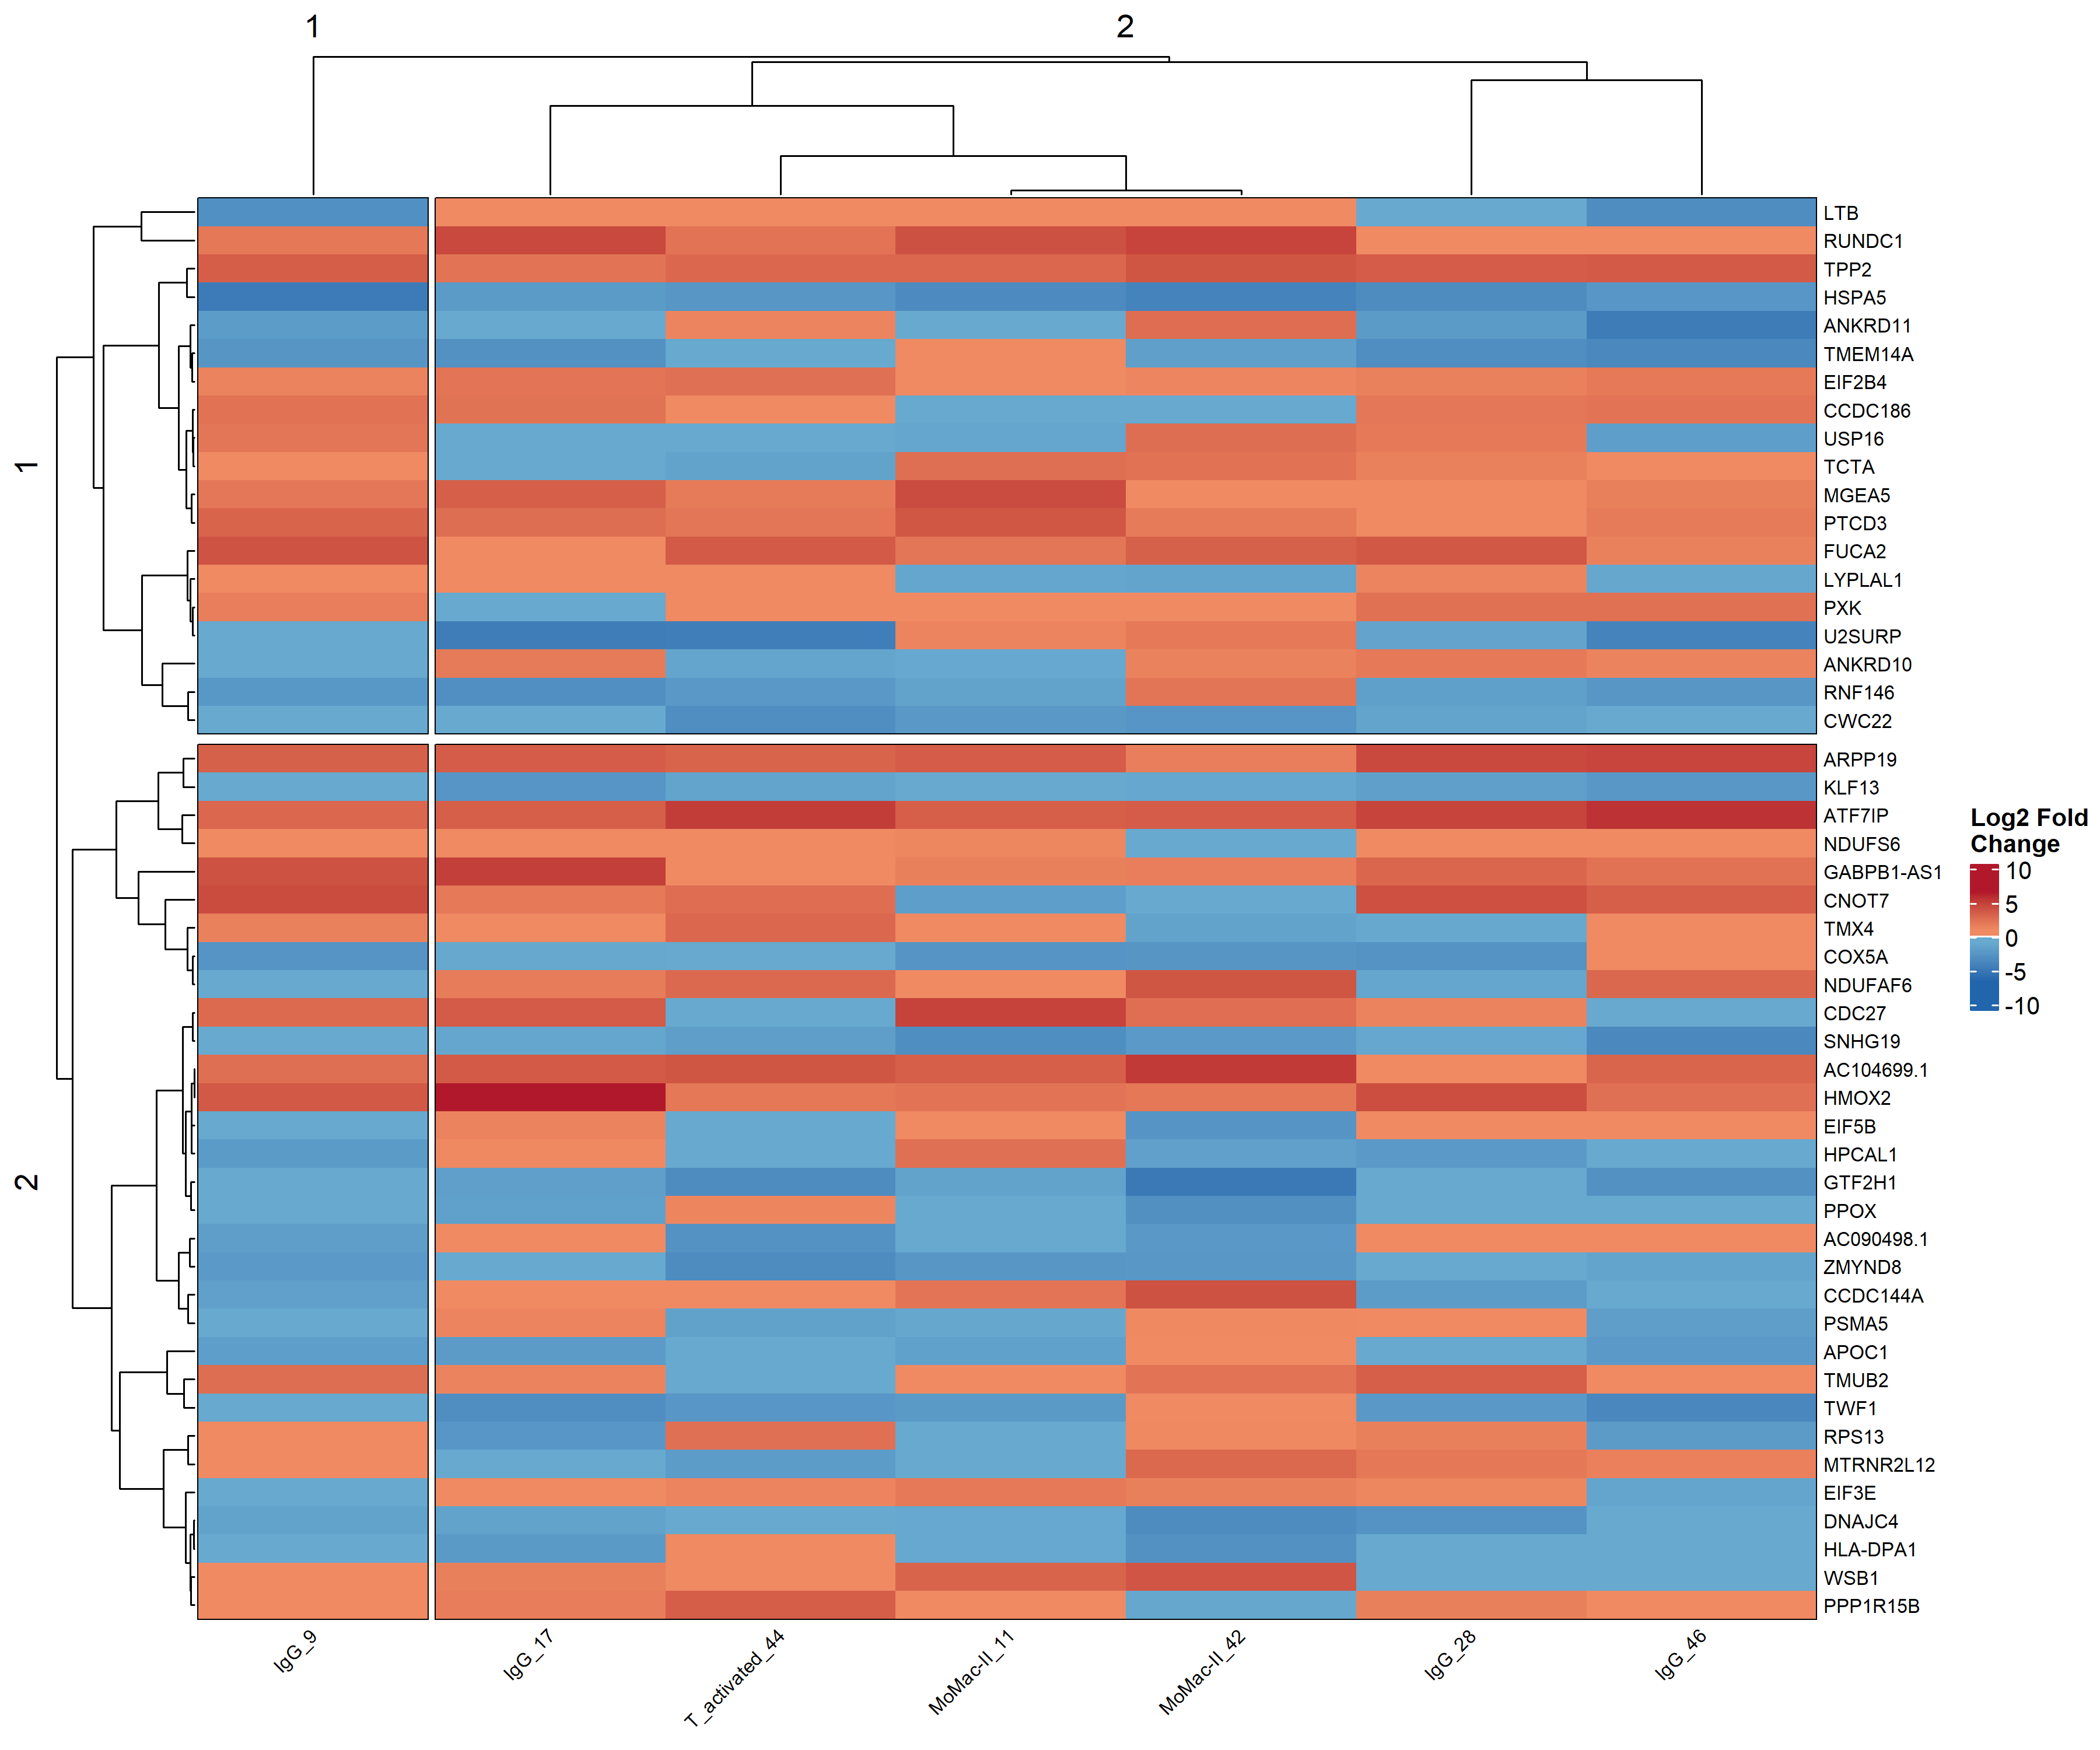 1
2
1
2
LTB
RUNDC1
TPP2
HSPA5
ANKRD11
TMEM14A
EIF2B4
CCDC186
USP16
TCTA
MGEA5
PTCD3
FUCA2
LYPLAL1
PXK
U2SURP
ANKRD10
RNF146
CWC22
ARPP19
KLF13
ATF7IP
NDUFS6
GABPB1-AS1
CNOT7
TMX4
COX5A
NDUFAF6
CDC27
SNHG19
AC104699.1
HMOX2
EIF5B
HPCAL1
GTF2H1
PPOX
AC090498.1
ZMYND8
CCDC144A
PSMA5
APOC1
TMUB2
TWF1
RPS13
MTRNR2L12
EIF3E
DNAJC4
HLA-DPA1
WSB1
PPP1R15B
IgG_9
IgG_17
T_activated_44
MoMac-II_11
MoMac-II_42
IgG_28
IgG_46
Log2 Fold
Change
10
5
0
-5
-10